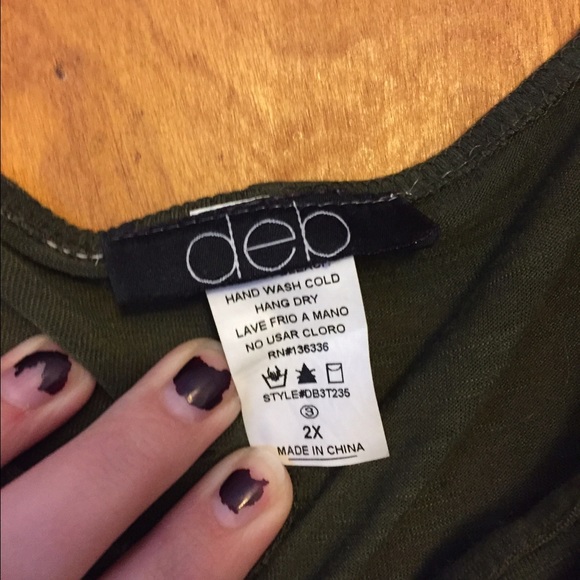 deb
HAND WASH COLD
HANG DRY
LAVE FRIO A MANO
NO USAR CLORO
RN#136336
STYLE#DB3T235
3
2X
MADE IN CHINA